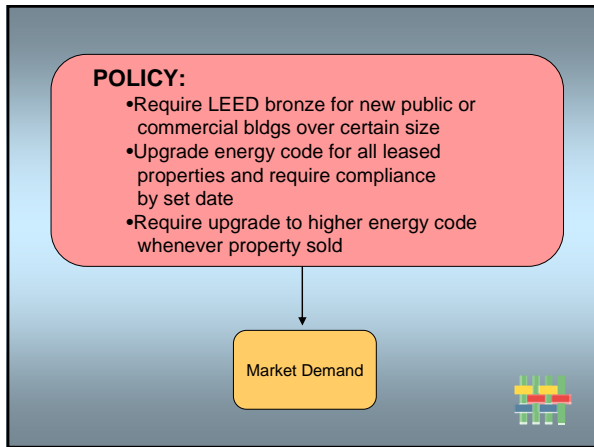 POLICY:
•Require LEED bronze for new public or
commercial bldgs over certain size
•Upgrade energy code for all leased
properties and require compliance
by set date
•Require upgrade to higher energy code
whenever property sold
Market Demand